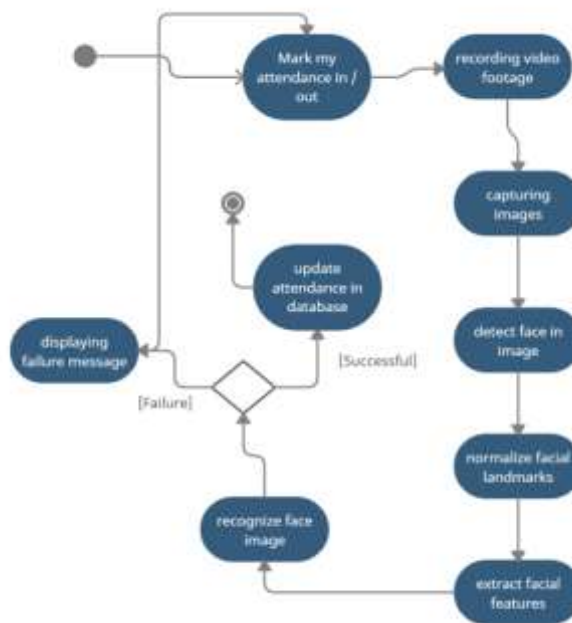 Mark my
attendance in /
out
recording video
footage
capturing
images
detect face in
image
normalize facial
landmarks
extract facial
features
recognize face
image
[Failure]
[Successful]
displaying
failure message
update
attendance in
database